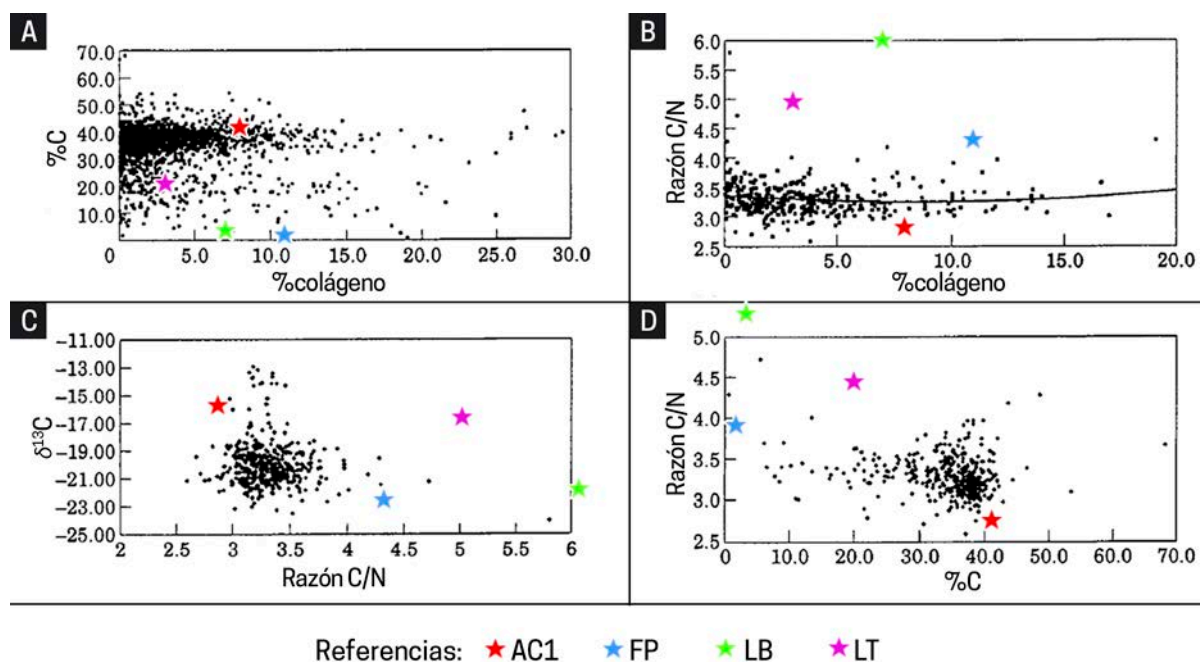 A
70.0
60.0
50.0
40.0
30.0
20.0
10.0
%C
0 5.0 10.0 15.0 20.0 25.0 30.0
%colágeno
B
6.0
5.5
5.0
4.5
4.0
3.5
3.0
2.5
Razón C/N
0 5.0 10.0 15.0 20.0
%colágeno
C
−11.00
−13.00
−15.00
−17.00
−19.00
−21.00
−23.00
−25.00
δ¹³C
2 2.5 3 3.5 4 4.5 5 5.5 6
Razón C/N
D
5.0
4.5
4.0
3.5
3.0
2.5
Razón C/N
0 10.0 20.0 30.0 40.0 50.0 60.0 70.0
%C
Referencias: AC1 FP LB LT